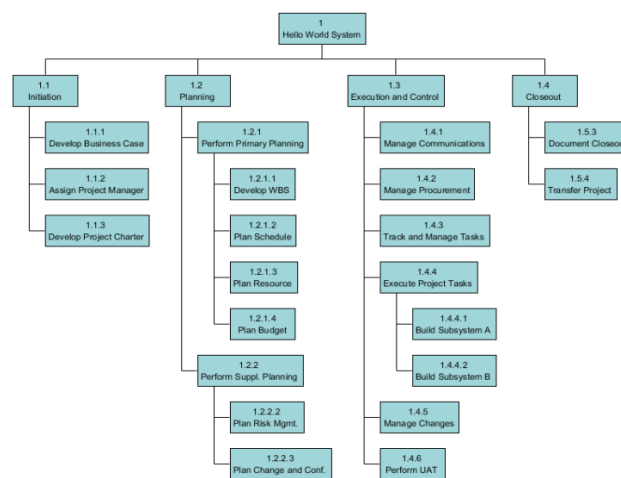 1
Hello World System
1.1
Initiation
1.1.1
Develop Business Case
1.1.2
Assign Project Manager
1.1.3
Develop Project Charter
1.2
Planning
1.2.1
Perform Primary Planning
1.2.1.1
Develop WBS
1.2.1.2
Plan Schedule
1.2.1.3
Plan Resource
1.2.1.4
Plan Budget
1.2.2
Perform Suppl. Planning
1.2.2.2
Plan Risk Mgmt.
1.2.2.3
Plan Change and Conf.
1.3
Execution and Control
1.4.1
Manage Communications
1.4.2
Manage Procurement
1.4.3
Track and Manage Tasks
1.4.4
Execute Project Tasks
1.4.4.1
Build Subsystem A
1.4.4.2
Build Subsystem B
1.4.5
Manage Changes
1.4.6
Perform UAT
1.4
Closeout
1.5.3
Document Closeou
1.5.4
Transfer Project